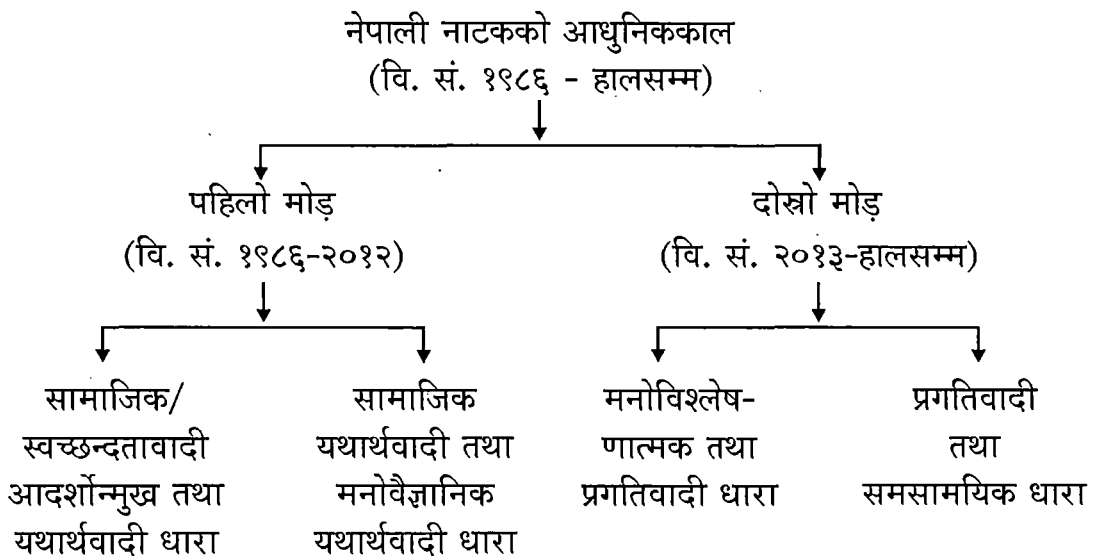 नेपाली नाटकको आधुनिककाल
(वि. सं. १९८६ - हालसम्म)
पहिलो मोड़
(वि. सं. १९८६-२०१२)
दोस्रो मोड़
(वि. सं. २०१३-हालसम्म)
सामाजिक/
स्वच्छन्दतावादी
आदर्शोन्मुख तथा
यथार्थवादी धारा
सामाजिक
यथार्थवादी तथा
मनोवैज्ञानिक
यथार्थवादी धारा
मनोविश्लेष-
णात्मक तथा
प्रगतिवादी धारा
प्रगतिवादी
तथा
समसामयिक धारा